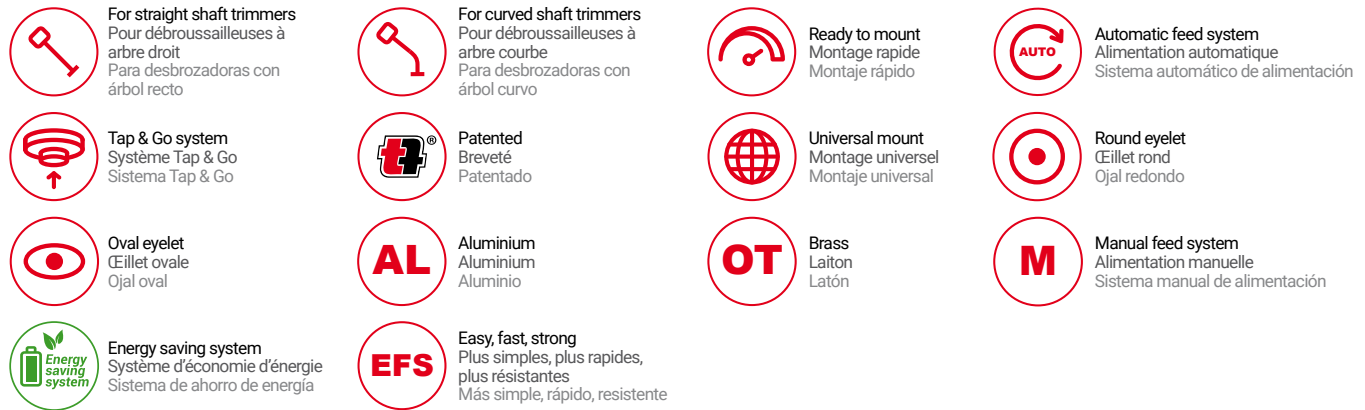 For straight shaft trimmers
Pour débroussailleuses à
arbre droit
Para desbrozadoras con
árbol recto
For curved shaft trimmers
Pour débroussailleuses à
arbre courbe
Para desbrozadoras con
árbol curvo
Ready to mount
Montage rapide
Montaje rápido
AUTO
Automatic feed system
Alimentation automatique
Sistema automático de alimentación
Tap & Go system
Système Tap & Go
Sistema Tap & Go
tt®
Patented
Breveté
Patentado
Universal mount
Montage universel
Montaje universal
Round eyelet
Œillet rond
Ojal redondo
Oval eyelet
Œillet ovale
Ojal oval
AL
Aluminium
Aluminium
Aluminio
OT
Brass
Laiton
Latón
M
Manual feed system
Alimentation manuelle
Sistema manual de alimentación
Energy
saving
system
Energy saving system
Système d’économie d’énergie
Sistema de ahorro de energía
EFS
Easy, fast, strong
Plus simples, plus rapides,
plus résistantes
Más simple, rápido, resistente